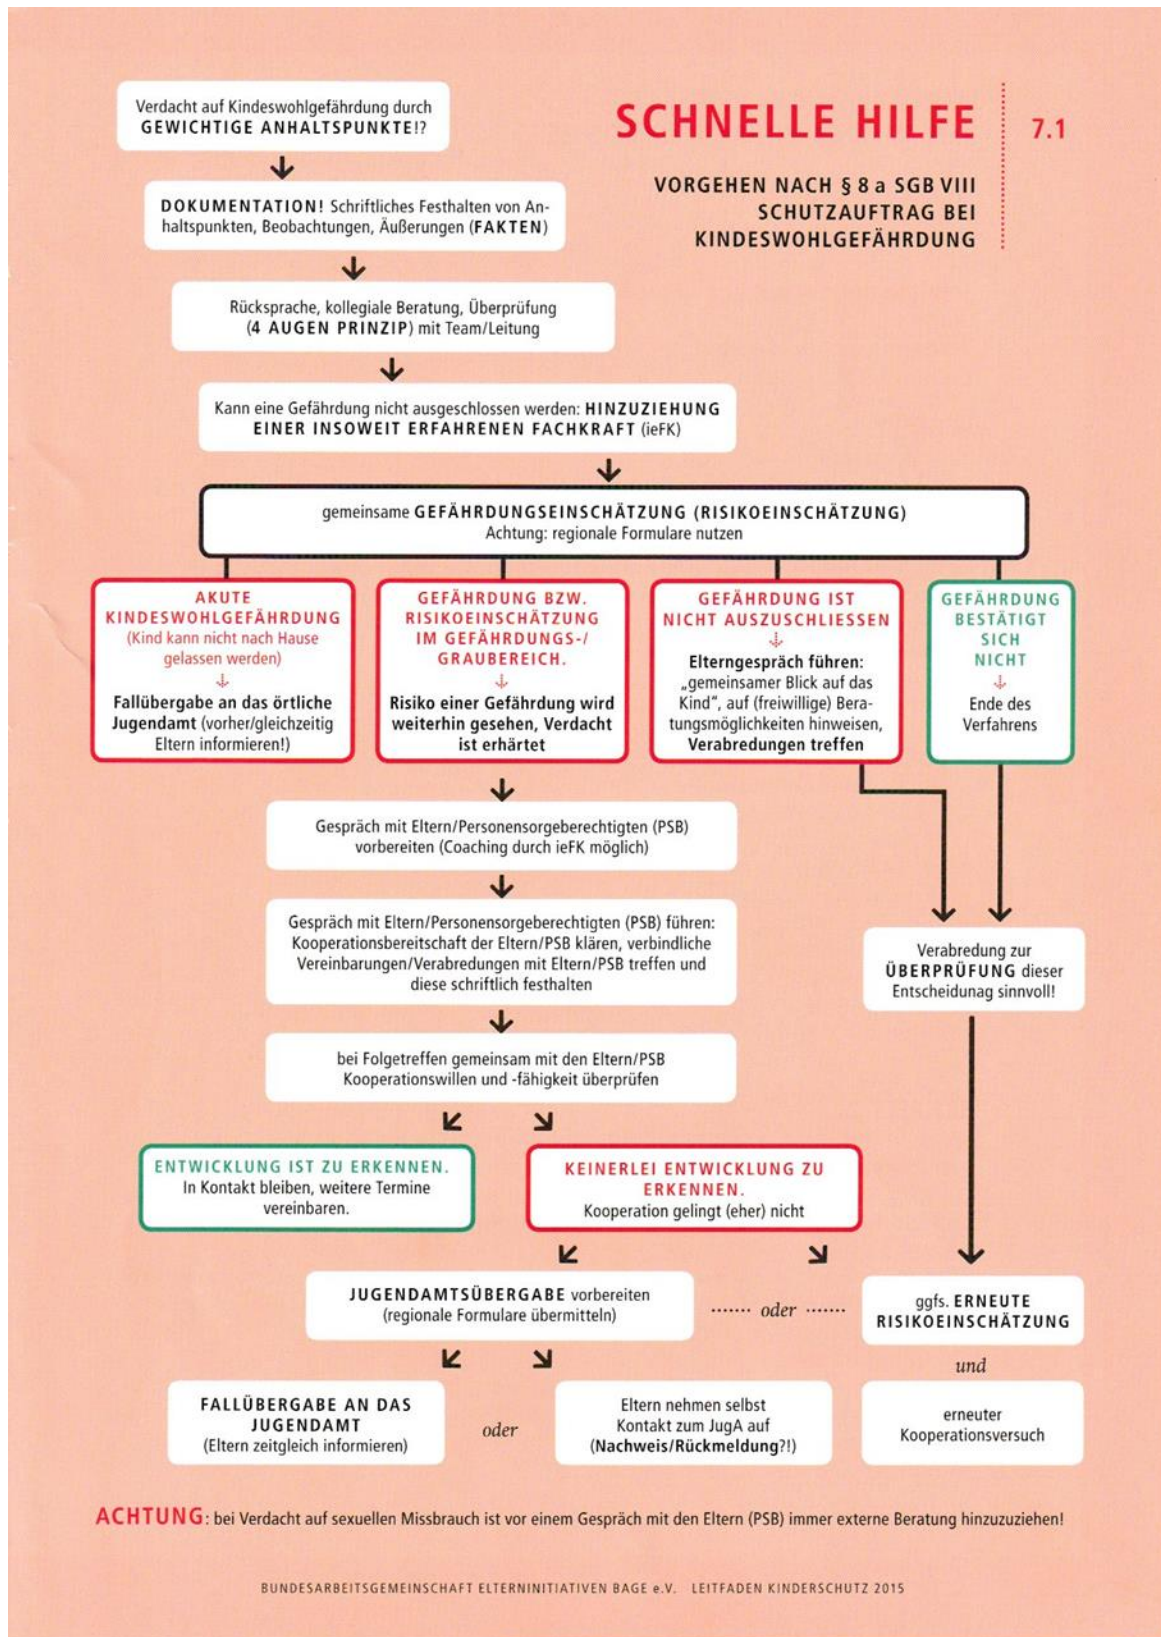 SCHNELLE HILFE
7.1
VORGEHEN NACH § 8 a SGB VIII
SCHUTZAUFTRAG BEI
KINDESWOHLGEFÄHRDUNG
Verdacht auf Kindeswohlgefährdung durch
GEWICHTIGE ANHALTSPUNKTE!?
DOKUMENTATION! Schriftliches Festhalten von An-
haltspunkten, Beobachtungen, Äußerungen (FAKTEN)
Rücksprache, kollegiale Beratung, Überprüfung
(4 AUGEN PRINZIP) mit Team/Leitung
Kann eine Gefährdung nicht ausgeschlossen werden: HINZUZIEHUNG
EINER INSOWEIT ERFAHRENEN FACHKRAFT (ieFK)
gemeinsame GEFÄHRDUNGSEINSCHÄTZUNG (RISIKOEINSCHÄTZUNG)
Achtung: regionale Formulare nutzen
AKUTE
KINDESWOHLGEFÄHRDUNG
(Kind kann nicht nach Hause
gelassen werden)
Fallübergabe an das örtliche
Jugendamt (vorher/gleichzeitig
Eltern informieren!)
GEFÄHRDUNG BZW.
RISIKOEINSCHÄTZUNG
IM GEFÄHRDUNGS-/
GRAUBEREICH.
Risiko einer Gefährdung wird
weiterhin gesehen, Verdacht
ist erhärtet
GEFÄHRDUNG IST
NICHT AUSZUSCHLIESSEN
Elterngespräch führen:
„gemeinsamer Blick auf das
Kind“, auf (freiwillige) Bera-
tungsmöglichkeiten hinweisen,
Verabredungen treffen
GEFÄHRDUNG
BESTÄTIGT
SICH
NICHT
Ende des
Verfahrens
Gespräch mit Eltern/Personensorgeberechtigten (PSB)
vorbereiten (Coaching durch ieFK möglich)
Gespräch mit Eltern/Personensorgeberechtigten (PSB) führen:
Kooperationsbereitschaft der Eltern/PSB klären, verbindliche
Vereinbarungen/Verabredungen mit Eltern/PSB treffen und
diese schriftlich festhalten
Verabredung zur
ÜBERPRÜFUNG dieser
Entscheidunag sinnvoll!
bei Folgetreffen gemeinsam mit den Eltern/PSB
Kooperationswillen und -fähigkeit überprüfen
ENTWICKLUNG IST ZU ERKENNEN.
In Kontakt bleiben, weitere Termine
vereinbaren.
KEINERLEI ENTWICKLUNG ZU
ERKENNEN.
Kooperation gelingt (eher) nicht
JUGENDAMTSÜBERGABE vorbereiten
(regionale Formulare übermitteln)
....... oder .......
ggfs. ERNEUTE
RISIKOEINSCHÄTZUNG
und
FALLÜBERGABE AN DAS
JUGENDAMT
(Eltern zeitgleich informieren)
oder
Eltern nehmen selbst
Kontakt zum JugA auf
(Nachweis/Rückmeldung?!)
erneuter
Kooperationsversuch
ACHTUNG: bei Verdacht auf sexuellen Missbrauch ist vor einem Gespräch mit den Eltern (PSB) immer externe Beratung hinzuzuziehen!
BUNDESARBEITSGEMEINSCHAFT ELTERNINITIATIVEN BAGE e.V. LEITFADEN KINDERSCHUTZ 2015